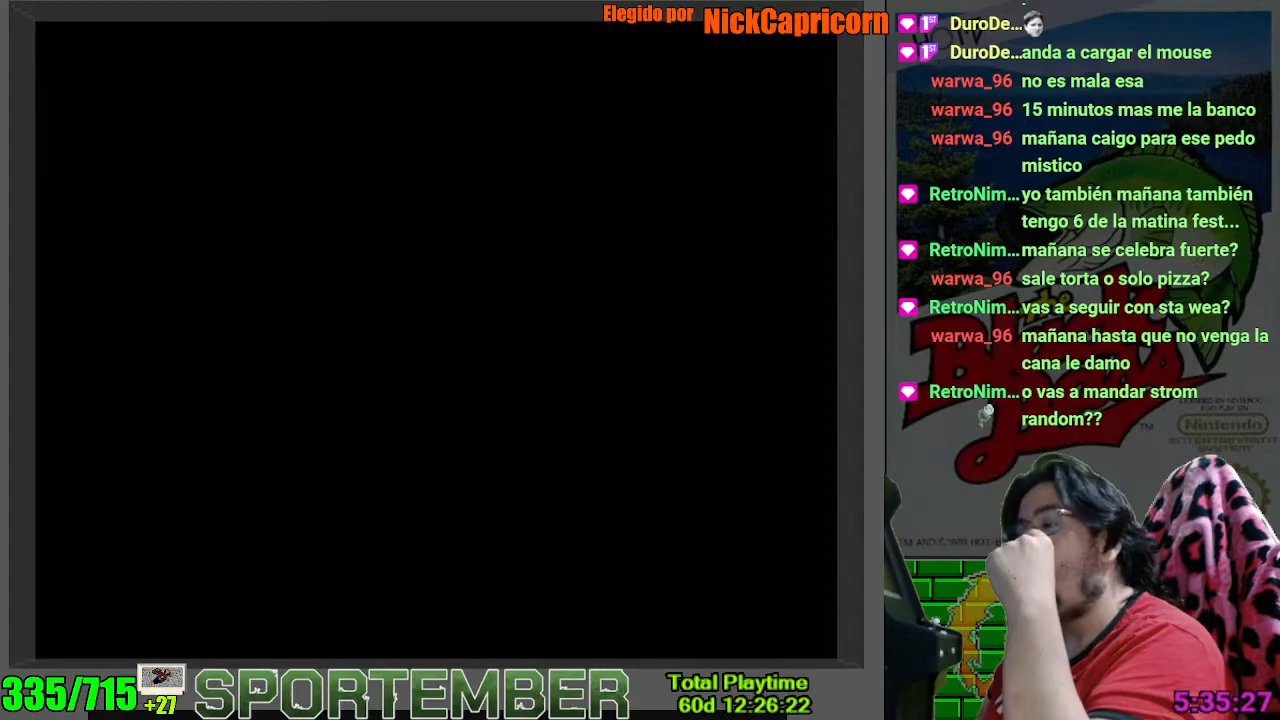 Elegido por NickCapricorn
DuroDe...
DuroDe...anda a cargar el mouse
warwa_96 no es mala esa
warwa_96 15 minutos mas me la banco
warwa_96 mañana caigo para ese pedo
mistico
RetroNim...yo también mañana también
tengo 6 de la matina fest...
RetroNim...mañana se celebra fuerte?
warwa_96 sale torta o solo pizza?
RetroNim...vas a seguir con sta wea?
warwa_96 mañana hasta que no venga la
cana le damo
RetroNim...o vas a mandar strom
random??
TM
Nintendo
ENTERTAINMENT
SYSTEM
335/715 +27
SPORTEMBER
Total Playtime
60d 12:26:22
5:35:27